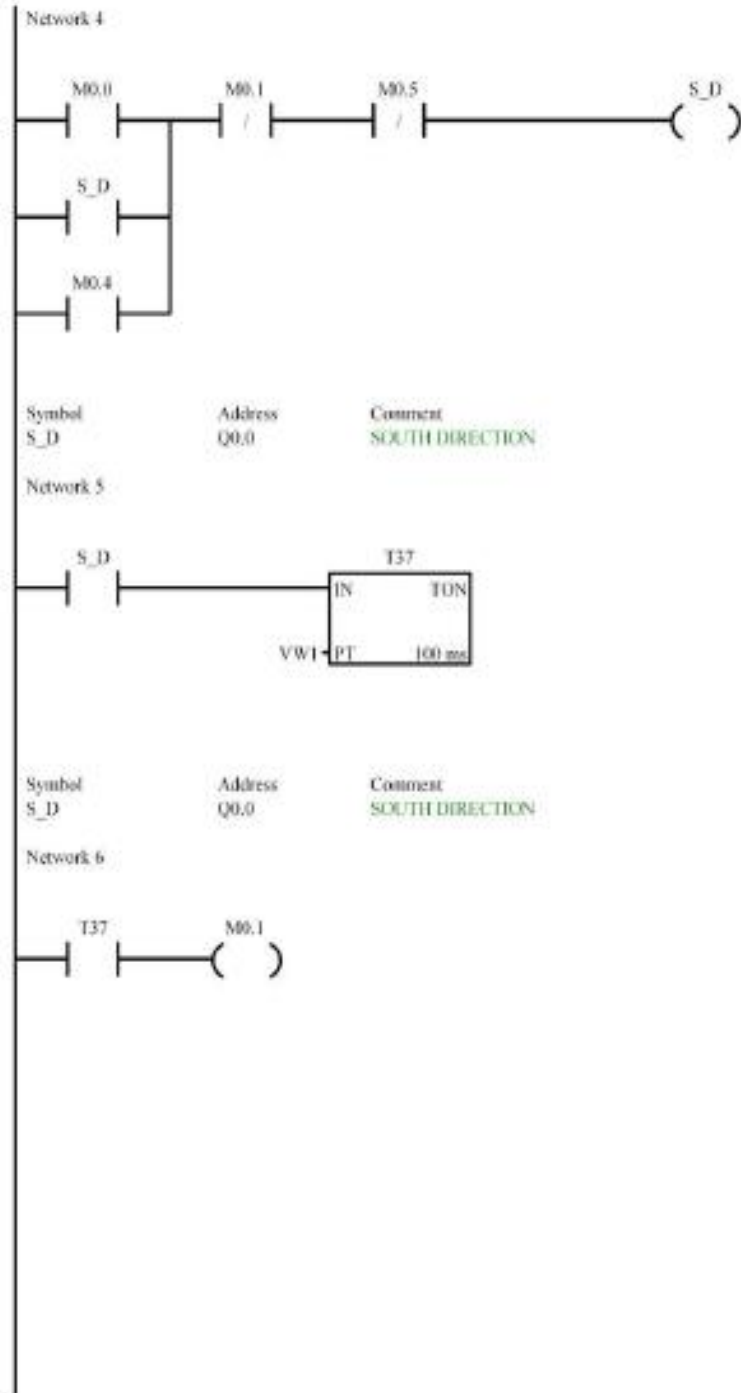 Network 4
M0.0 M0.1 M0.5 S_D
/ /
S_D
M0.4
Symbol Address Comment
S_D Q0.0 SOUTH DIRECTION
Network 5
S_D T37
IN TON
VW1 PT 100 ms
Symbol Address Comment
S_D Q0.0 SOUTH DIRECTION
Network 6
T37 M0.1